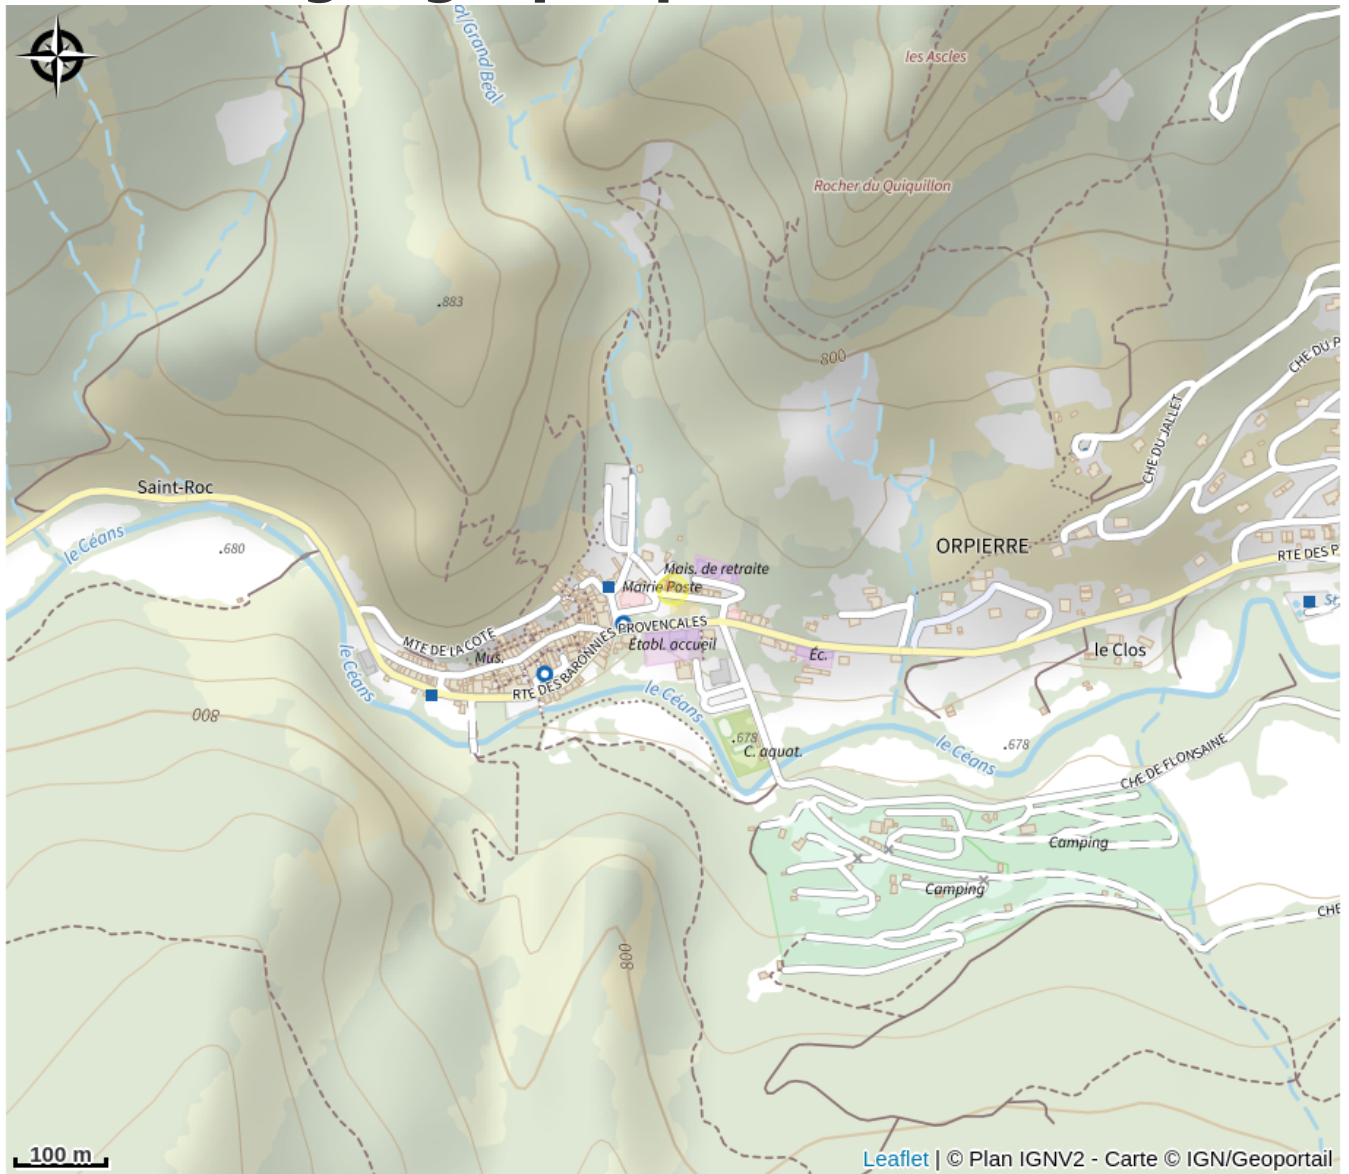 les Ascles
Rocher du Quiquillon
883
800
CHE DU JALLET
Saint-Roc
le Céans
680
ORPIERRE
RTE DES P
Mais. de retraite
Mairie Poste
MTE DE LA COTE
Mus.
RTE DES BARONNIES PROVENCALES
Établ. accueil
Éc.
le Clos
St
le Céans
le Céans
800
678
C. aquat.
le Céans
678
CHE DE FLONSAINE
Camping
Camping
CHE
800
100 m
Leaflet | © Plan IGNV2 - Carte © IGN/Geoportail